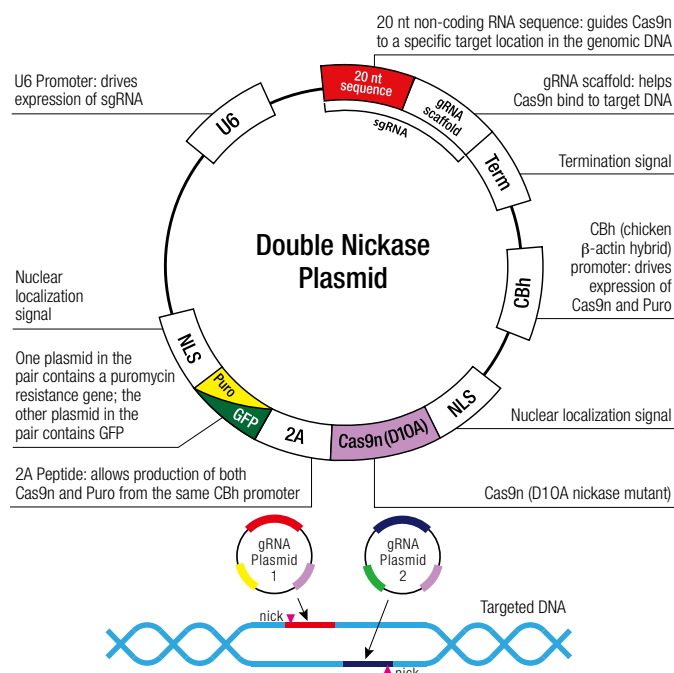 20 nt non-coding RNA sequence: guides Cas9n
to a specific target location in the genomic DNA
U6 Promoter: drives
expression of sgRNA
gRNA scaffold: helps
Cas9n bind to target DNA
20 nt
sequence
gRNA
scaffold
sgRNA
U6
Term
Termination signal
Double Nickase
Plasmid
CBh (chicken
β-actin hybrid)
promoter: drives
expression of
Cas9n and Puro
CBh
Nuclear
localization
signal
NLS
One plasmid in the
pair contains a puromycin
resistance gene; the
other plasmid in the
pair contains GFP
Puro
GFP
2A
Cas9n (D10A)
NLS
Nuclear localization signal
2A Peptide: allows production of both
Cas9n and Puro from the same CBh promoter
Cas9n (D10A nickase mutant)
gRNA
Plasmid
1
gRNA
Plasmid
2
Targeted DNA
nick
nick